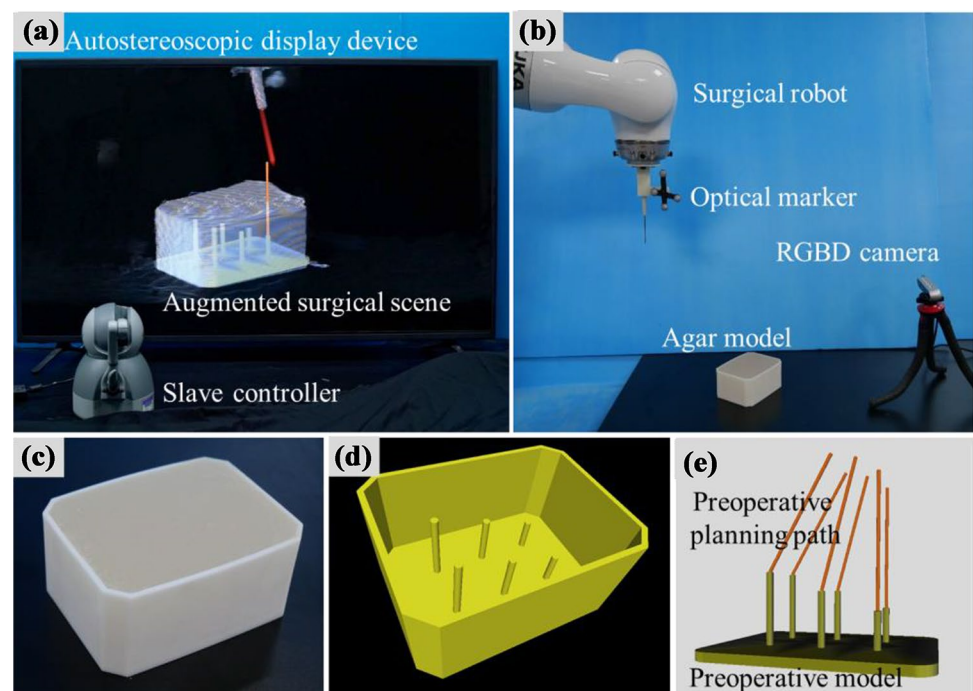 (a)
Autostereoscopic display device
Augmented surgical scene
Slave controller
(b)
KUKA
Surgical robot
Optical marker
RGBD camera
Agar model
(c)
(d)
(e)
Preoperative
planning path
Preoperative model